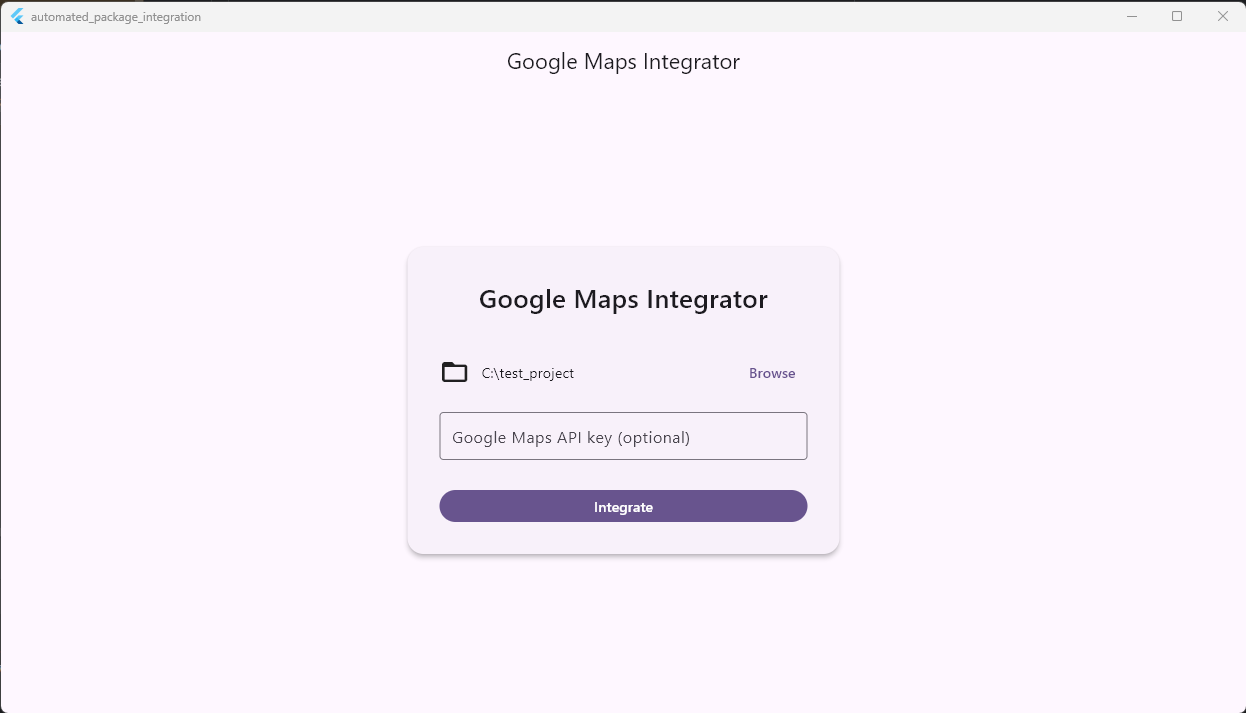 automated_package_integration
Google Maps Integrator
Google Maps Integrator
C:\test_project Browse
Google Maps API key (optional)
Integrate